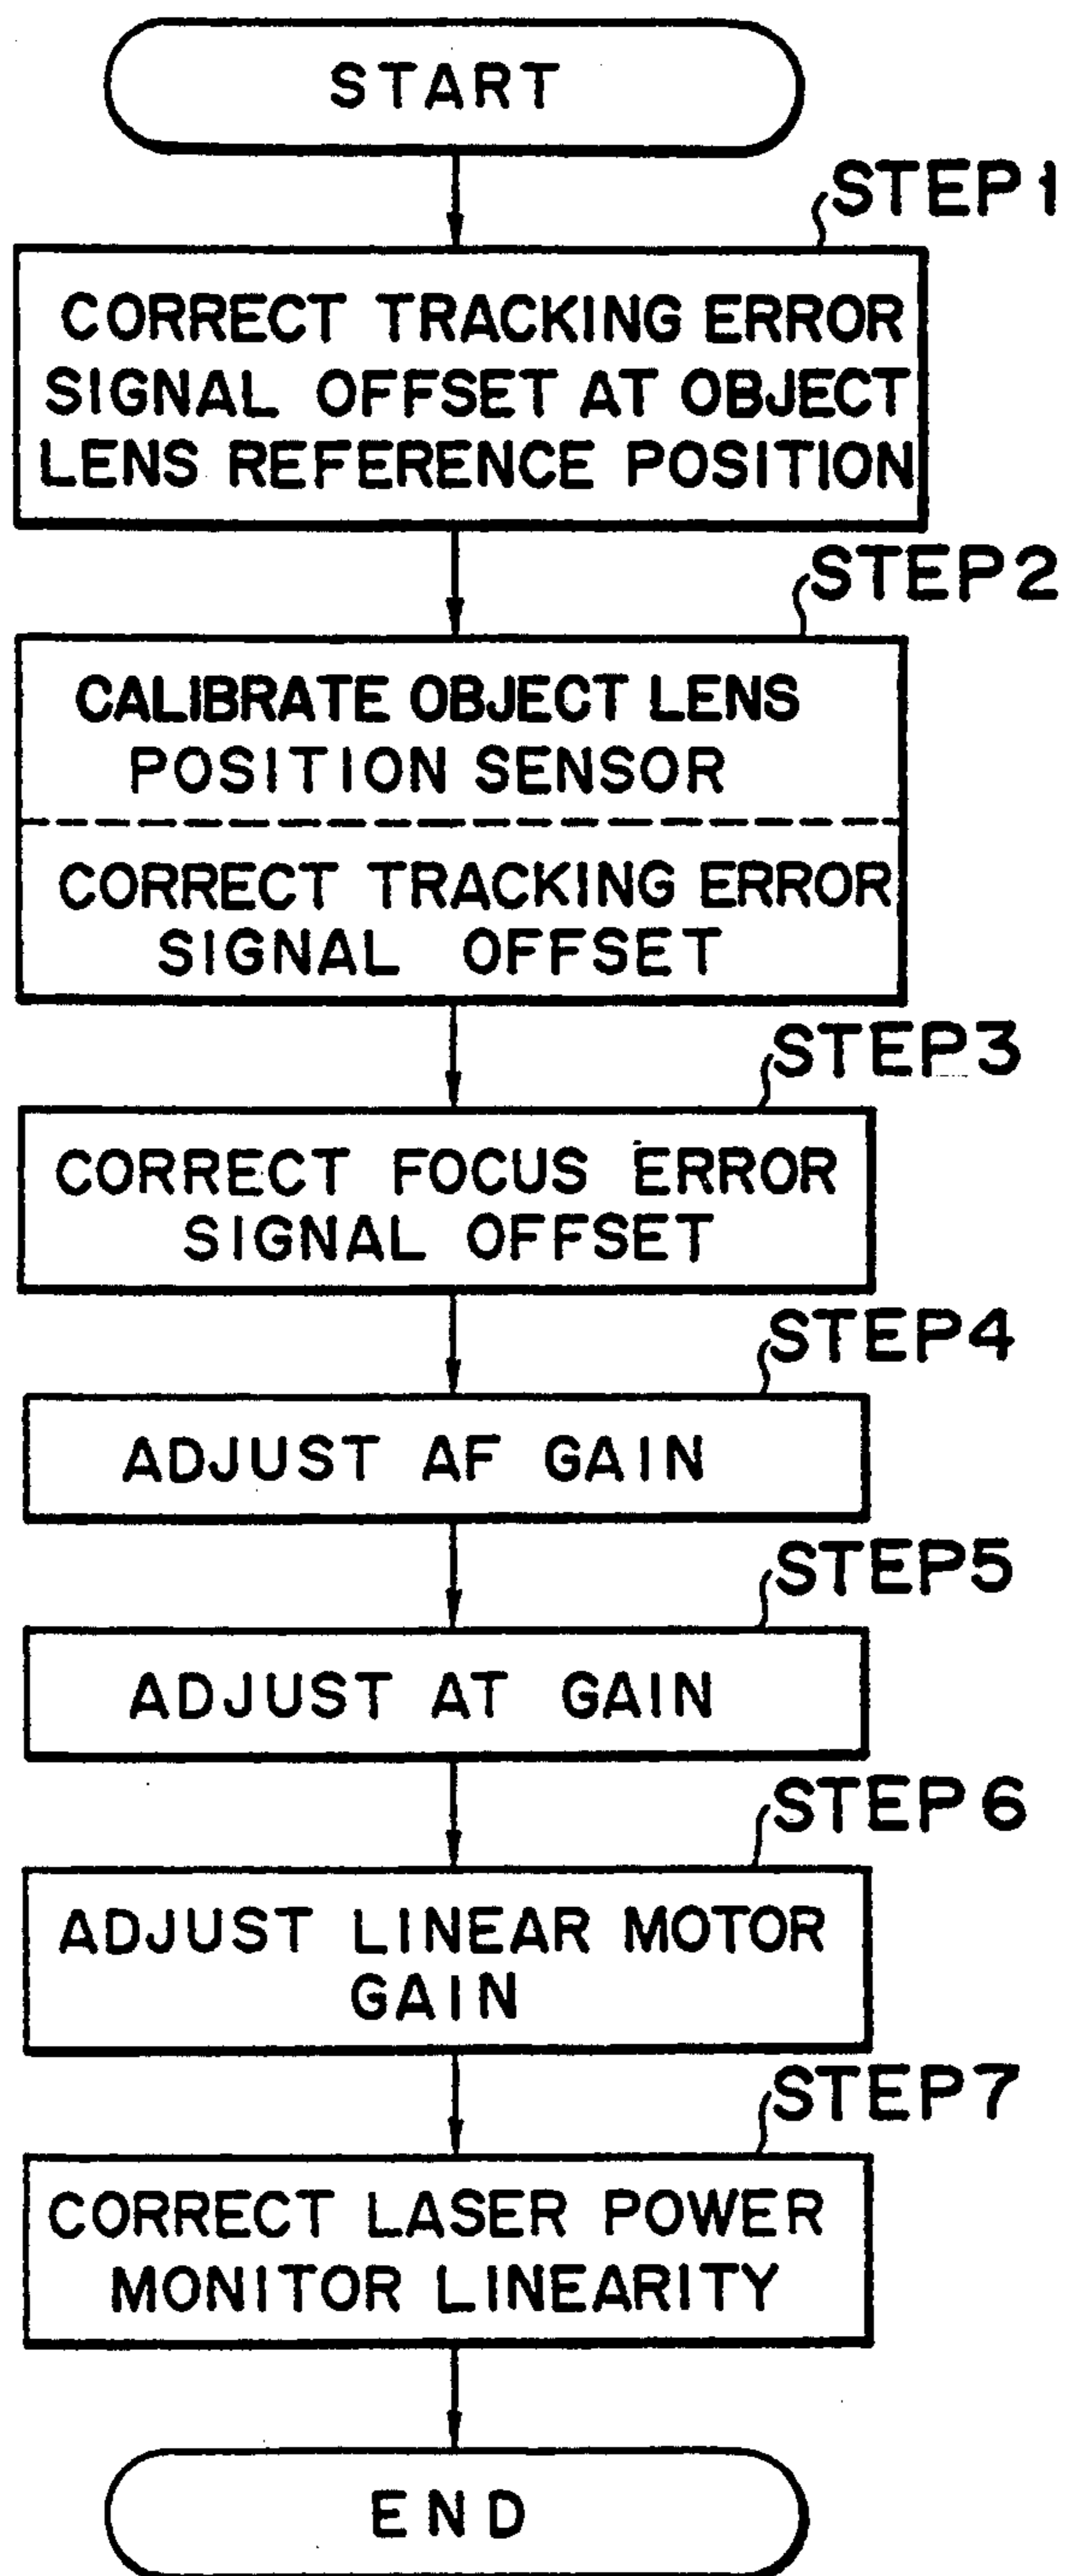 START
STEP1
CORRECT TRACKING ERROR
SIGNAL OFFSET AT OBJECT
LENS REFERENCE POSITION
STEP2
CALIBRATE OBJECT LENS
POSITION SENSOR
CORRECT TRACKING ERROR
SIGNAL OFFSET
STEP3
CORRECT FOCUS ERROR
SIGNAL OFFSET
STEP4
ADJUST AF GAIN
STEP5
ADJUST AT GAIN
STEP6
ADJUST LINEAR MOTOR
GAIN
STEP7
CORRECT LASER POWER
MONITOR LINEARITY
END